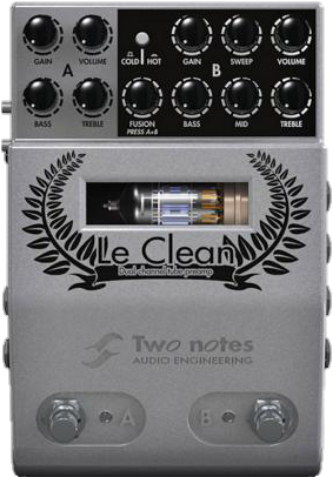 GAIN VOLUME
A
BASS TREBLE
COLD HOT
GAIN SWEEP VOLUME
B
FUSION BASS MID TREBLE
PRESS A+B
Le Clean
Dual-channel tube preamp
Two notes
AUDIO ENGINEERING
A B